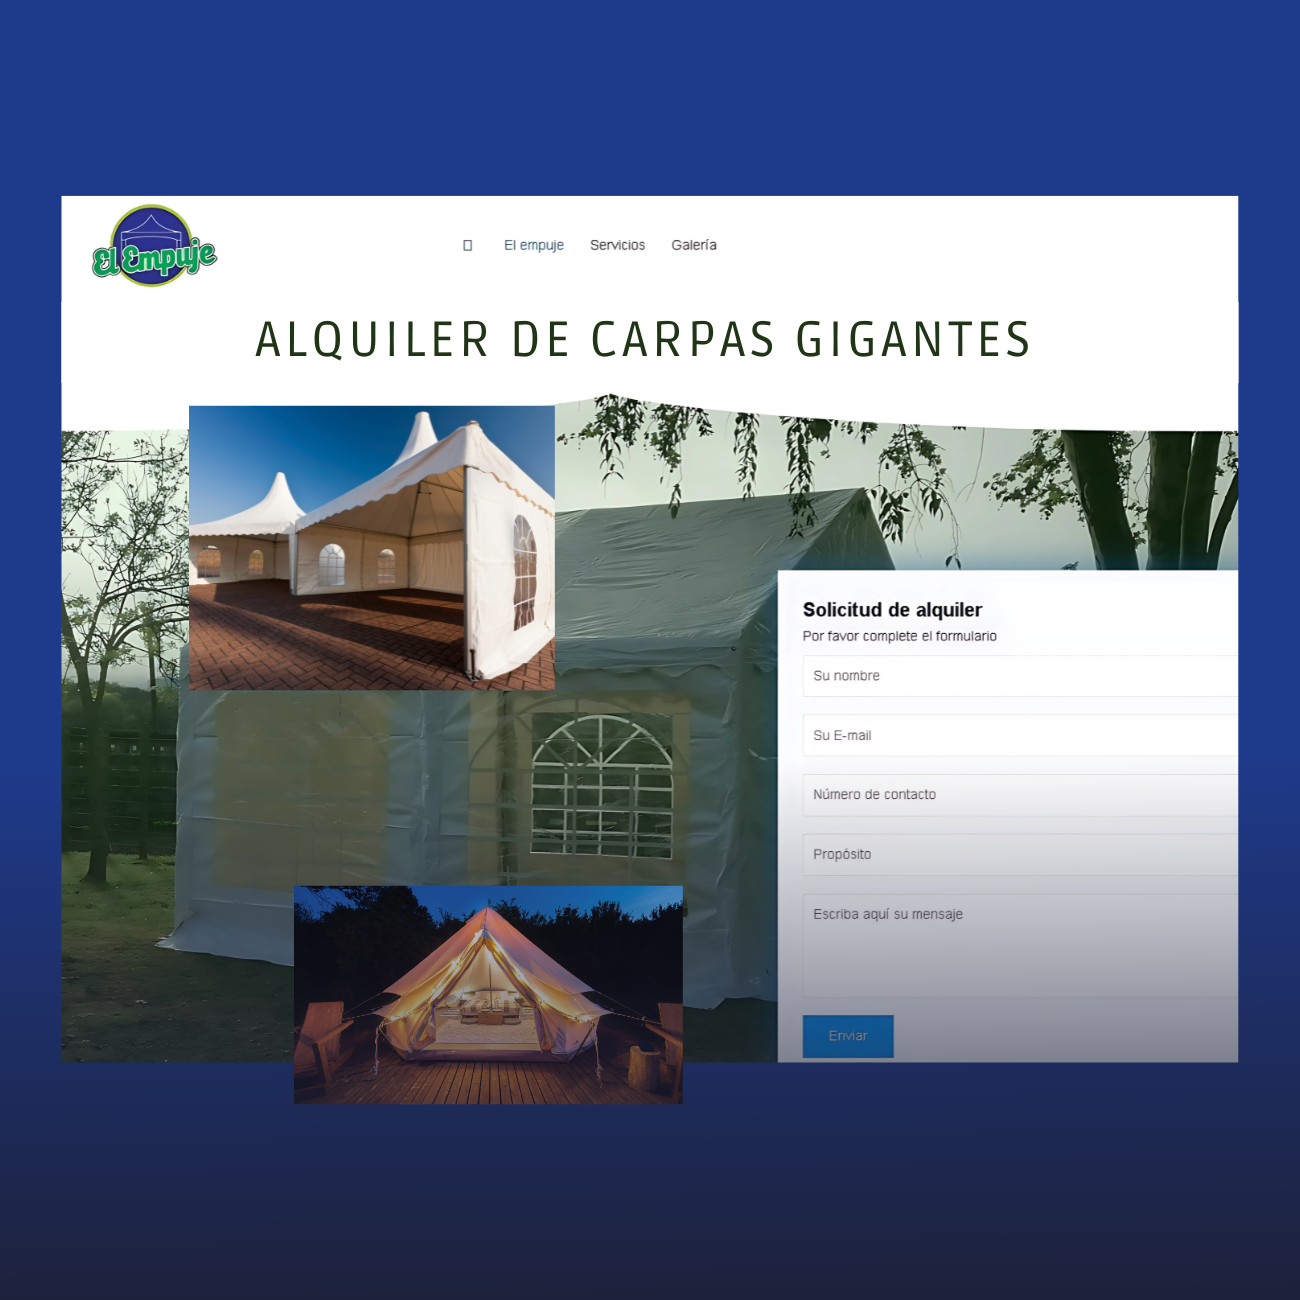 El Empuje
El empuje Servicios Galería
ALQUILER DE CARPAS GIGANTES
Solicitud de alquiler
Por favor complete el formulario
Su nombre
Su E-mail
Número de contacto
Propósito
Escriba aquí su mensaje
Enviar